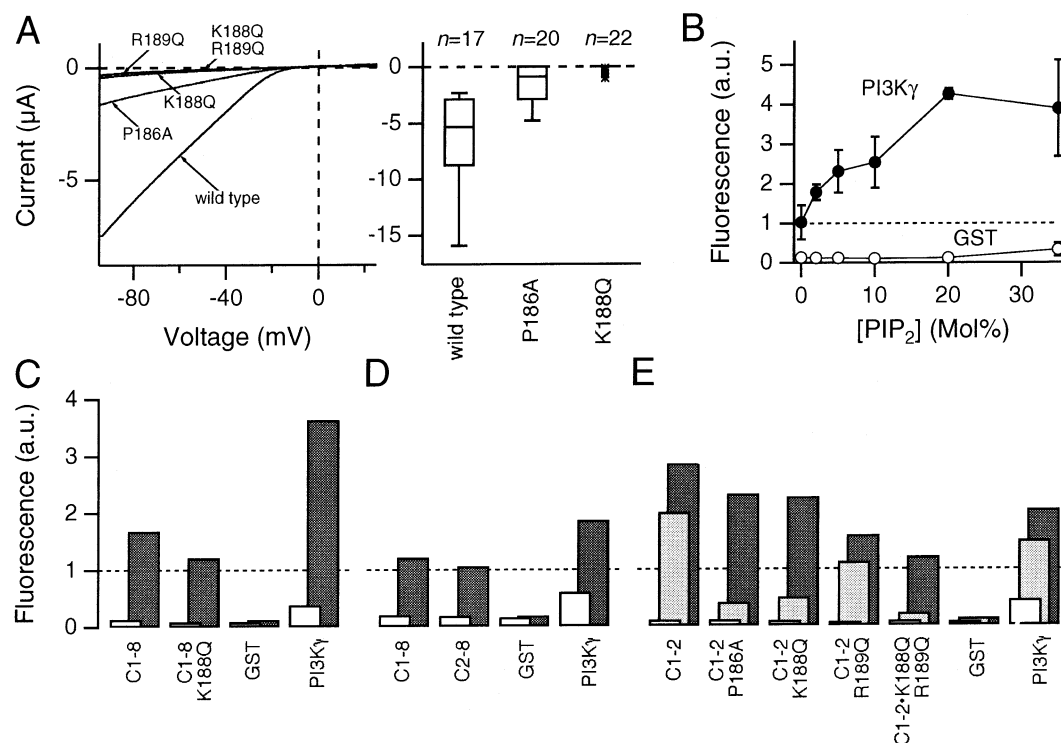 A
R189Q
K188Q
R189Q
K188Q
P186A
wild type
Current (µA)
0
-5
-80
-40
0
Voltage (mV)
n=17
n=20
n=22
0
-5
-10
-15
wild type
P186A
K188Q
B
Fluorescence (a.u.)
5
4
3
2
1
0
PI3Kγ
GST
0
10
20
30
[PIP2] (Mol%)
C
Fluorescence (a.u.)
4
3
2
1
0
C1-8
C1-8
K188Q
GST
PI3Kγ
D
C1-8
C2-8
GST
PI3Kγ
E
C1-2
C1-2
P186A
C1-2
K188Q
C1-2
R189Q
C1-2•K188Q
R189Q
GST
PI3Kγ